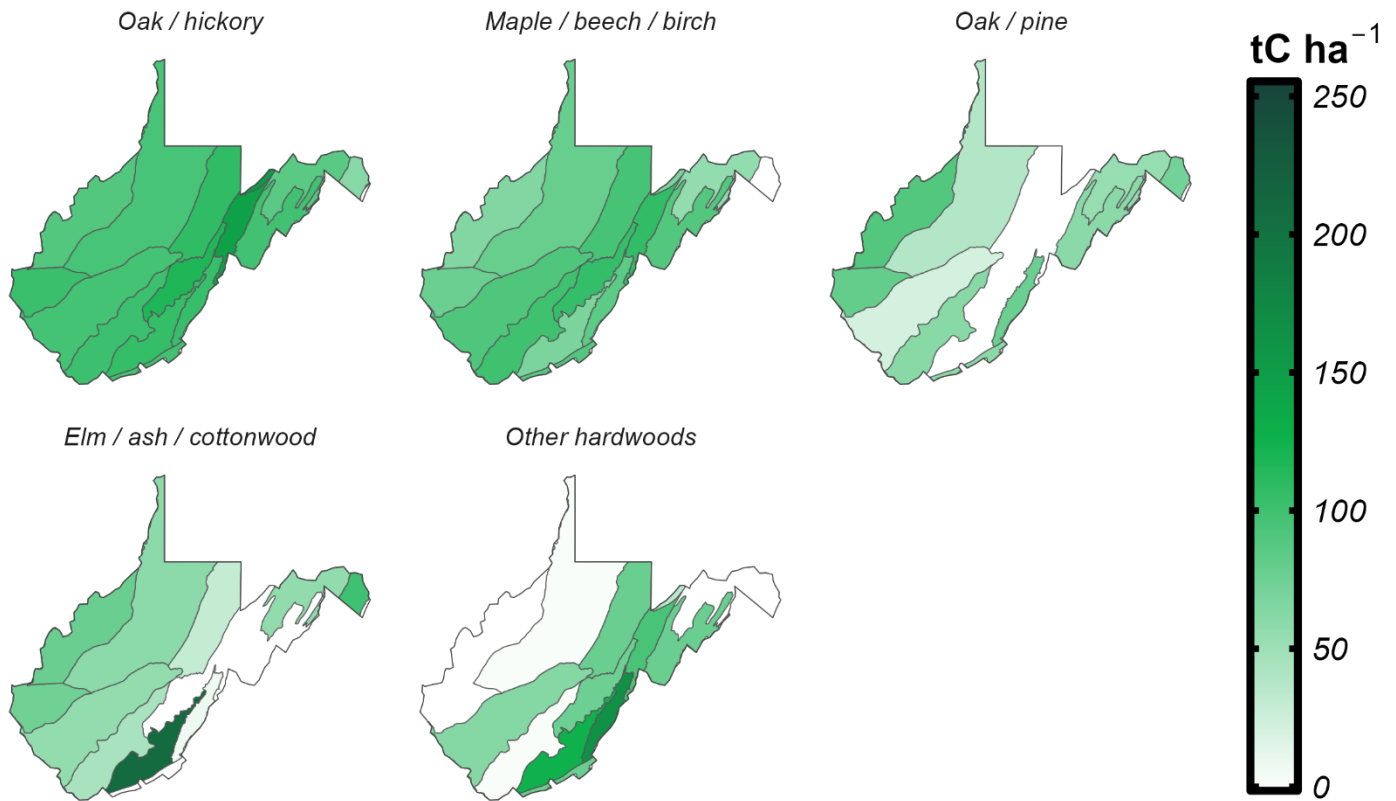 Oak / hickory
Maple / beech / birch
Oak / pine
tC ha⁻¹
250
200
150
100
50
0
Elm / ash / cottonwood
Other hardwoods